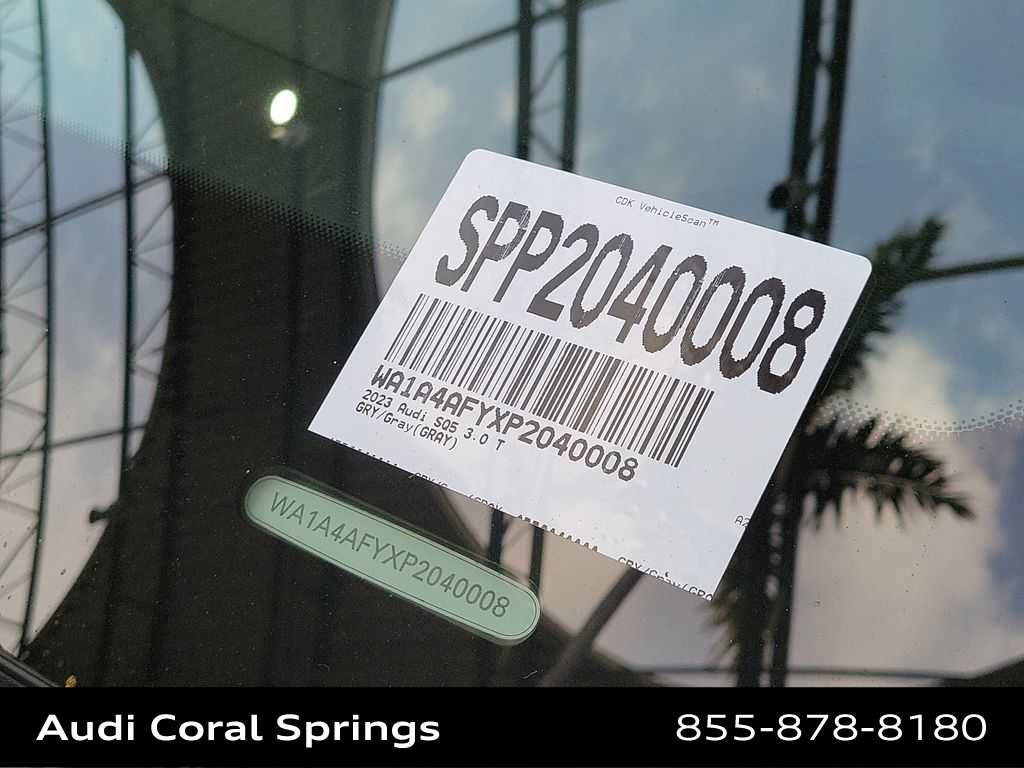 CDK VehicleScan™
SPP2040008
WA1A4AFYXP2040008
2023 Audi SQ5 3.0 T
GRY/Gray(GRAY)
WA1A4AFYXP2040008
Audi Coral Springs
855-878-8180